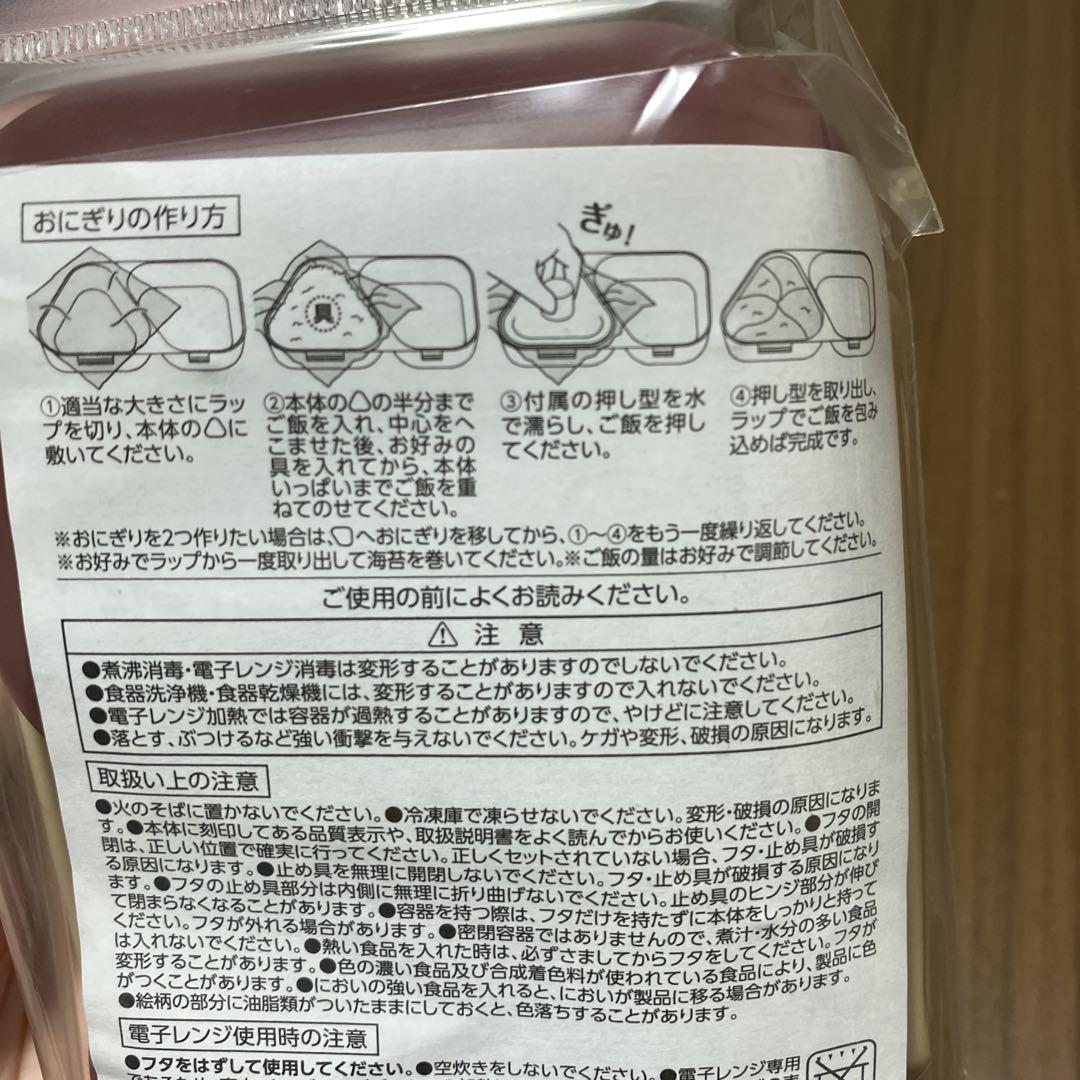 おにぎりの作り方
ぎゅ!
具
①適当な大きさにラッ
プを切り、本体の△に
敷いてください。
②本体の△の半分まで
ご飯を入れ、中心をへ
こませた後、お好みの
具を入れてから、本体
いっぱいまでご飯を重
ねてのせてください。
③付属の押し型を水
で濡らし、ご飯を押し
てください。
④押し型を取り出し、
ラップでご飯を包み
込めば完成です。
※おにぎりを2つ作りたい場合は、▢へおにぎりを移してから、①～④をもう一度繰り返してください。
※お好みでラップから一度取り出して海苔を巻いてください。※ご飯の量はお好みで調節してください。
ご使用の前によくお読みください。
⚠ 注 意
●煮沸消毒・電子レンジ消毒は変形することがありますのでしないでください。
●食器洗浄機・食器乾燥機には、変形することがありますので入れないでください。
●電子レンジ加熱では容器が過熱することがありますので、やけどに注意してください。
●落とす、ぶつけるなど強い衝撃を与えないでください。ケガや変形、破損の原因になります。
取扱い上の注意
●火のそばに置かないでください。●冷凍庫で凍らせないでください。変形・破損の原因になりま
す。●本体に刻印してある品質表示や、取扱説明書をよく読んでからお使いください。●フタの開
閉は、正しい位置で確実に行ってください。正しくセットされていない場合、フタ・止め具が破損す
る原因になります。●止め具を無理に開閉しないでください。フタ・止め具が破損する原因になり
ます。●フタの止め具部分は内側に無理に折り曲げないでください。止め具のヒンジ部分が伸び
て閉まらなくなることがあります。●容器を持つ際は、フタだけを持たずに本体をしっかりと持って
ください。フタが外れる場合があります。●密閉容器ではありませんので、煮汁・水分の多い食品
は入れないでください。●熱い食品を入れた時は、必ずさましてからフタをしてください。フタが
変形することがあります。●色の濃い食品及び合成着色料が使われている食品により、製品に色
がつくことがあります。●においの強い食品を入れると、においが製品に移る場合があります。
●絵柄の部分に油脂類がついたままにしておくと、色落ちすることがあります。
電子レンジ使用時の注意
●フタをはずして使用してください。●空炊きをしないでください。●電子レンジ専用